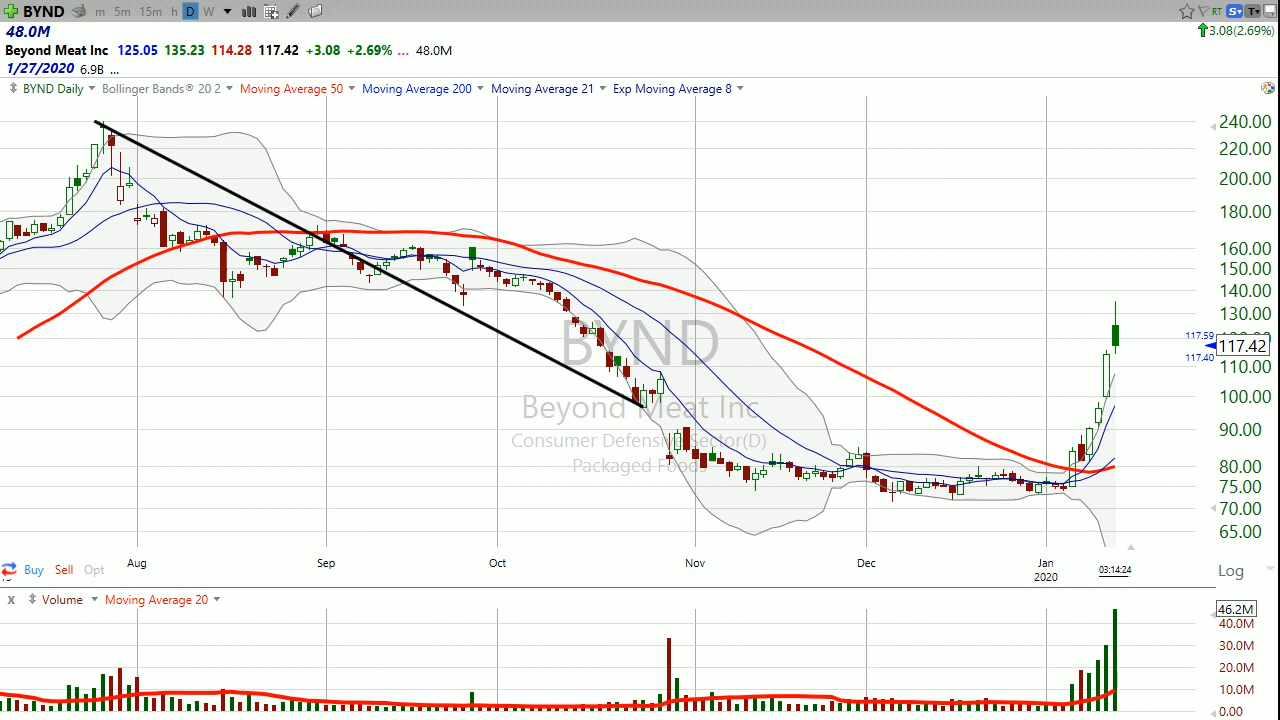 BYND m 5m 15m h D W RT S T
48.0M 3.08(2.69%)
Beyond Meat Inc 125.05 135.23 114.28 117.42 +3.08 +2.69% ... 48.0M
1/27/2020 6.9B ...
BYND Daily Bollinger Bands® 20 2 Moving Average 50 Moving Average 200 Moving Average 21 Exp Moving Average 8
240.00
220.00
200.00
180.00
160.00
150.00
140.00
130.00
117.59
117.42
117.40
110.00
100.00
90.00
80.00
75.00
70.00
65.00
BYND
Beyond Meat Inc
Consumer Defensive Sector(D)
Packaged Foods
Aug Sep Oct Nov Dec Jan
2020
03:14:24
Buy Sell Opt
Log
x Volume Moving Average 20
46.2M
40.0M
30.0M
20.0M
10.0M
0.00